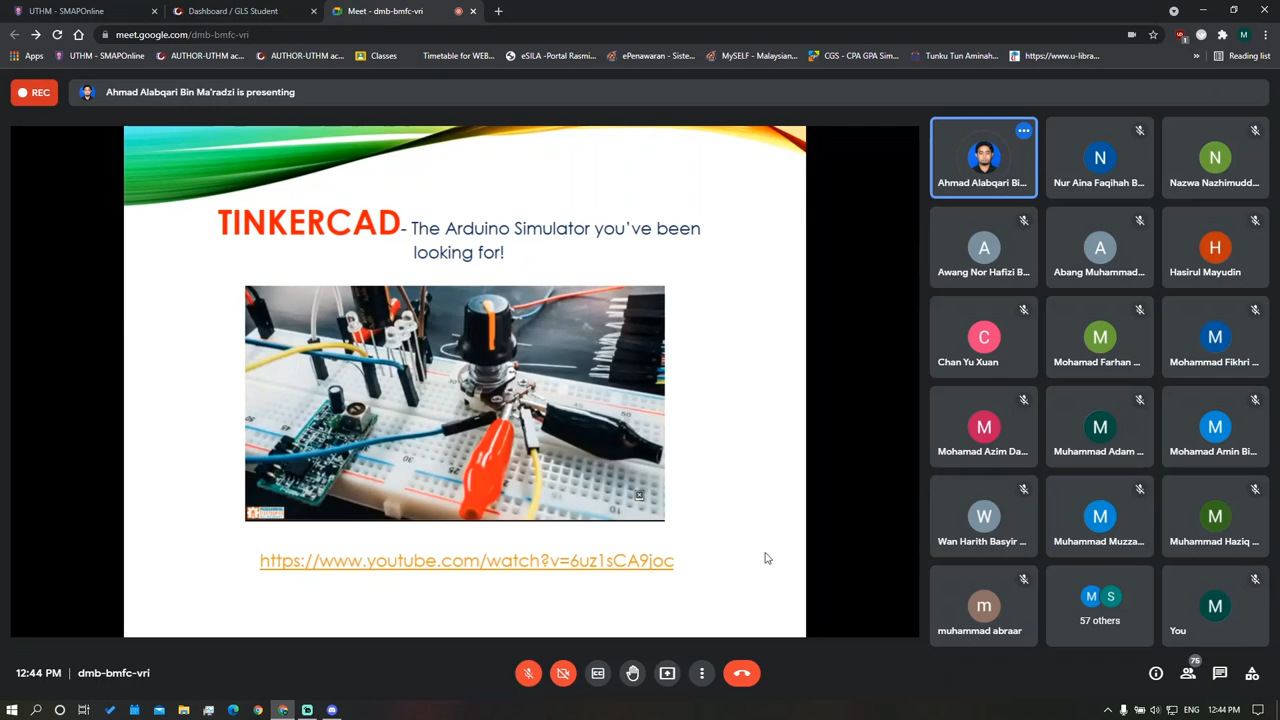 UTHM - SMAPOnline
Dashboard / GLS Student
Meet - dmb-bmfc-vri
meet.google.com/dmb-bmfc-vri
Apps
UTHM - SMAPOnline
AUTHOR-UTHM ac...
AUTHOR-UTHM ac...
Classes
Timetable for WEB...
eSILA -Portal Rasmi...
ePenawaran - Siste...
MySELF - Malaysian...
CGS - CPA GPA Sim...
Tunku Tun Aminah...
https://www.u-libra...
Reading list
REC
Ahmad Alabqari Bin Ma'radzi is presenting
TINKERCAD- The Arduino Simulator you've been
looking for!
https://www.youtube.com/watch?v=6uz1sCA9joc
Ahmad Alabqari Bi...
N
Nur Aina Faqihah B...
N
Nazwa Nazhimudd...
A
Awang Nor Hafizi B...
A
Abang Muhammad...
H
Hasirul Mayudin
C
Chan Yu Xuan
M
Mohamad Farhan ...
M
Mohammad Fikhri ...
M
Mohamad Azim Da...
M
Muhammad Adam ...
M
Mohamad Amin Bi...
W
Wan Harith Basyir ...
M
Muhammad Muzza...
M
Muhammad Haziq ...
m
muhammad abraar
M S
57 others
M
You
12:44 PM | dmb-bmfc-vri
75
ENG 12:44 PM